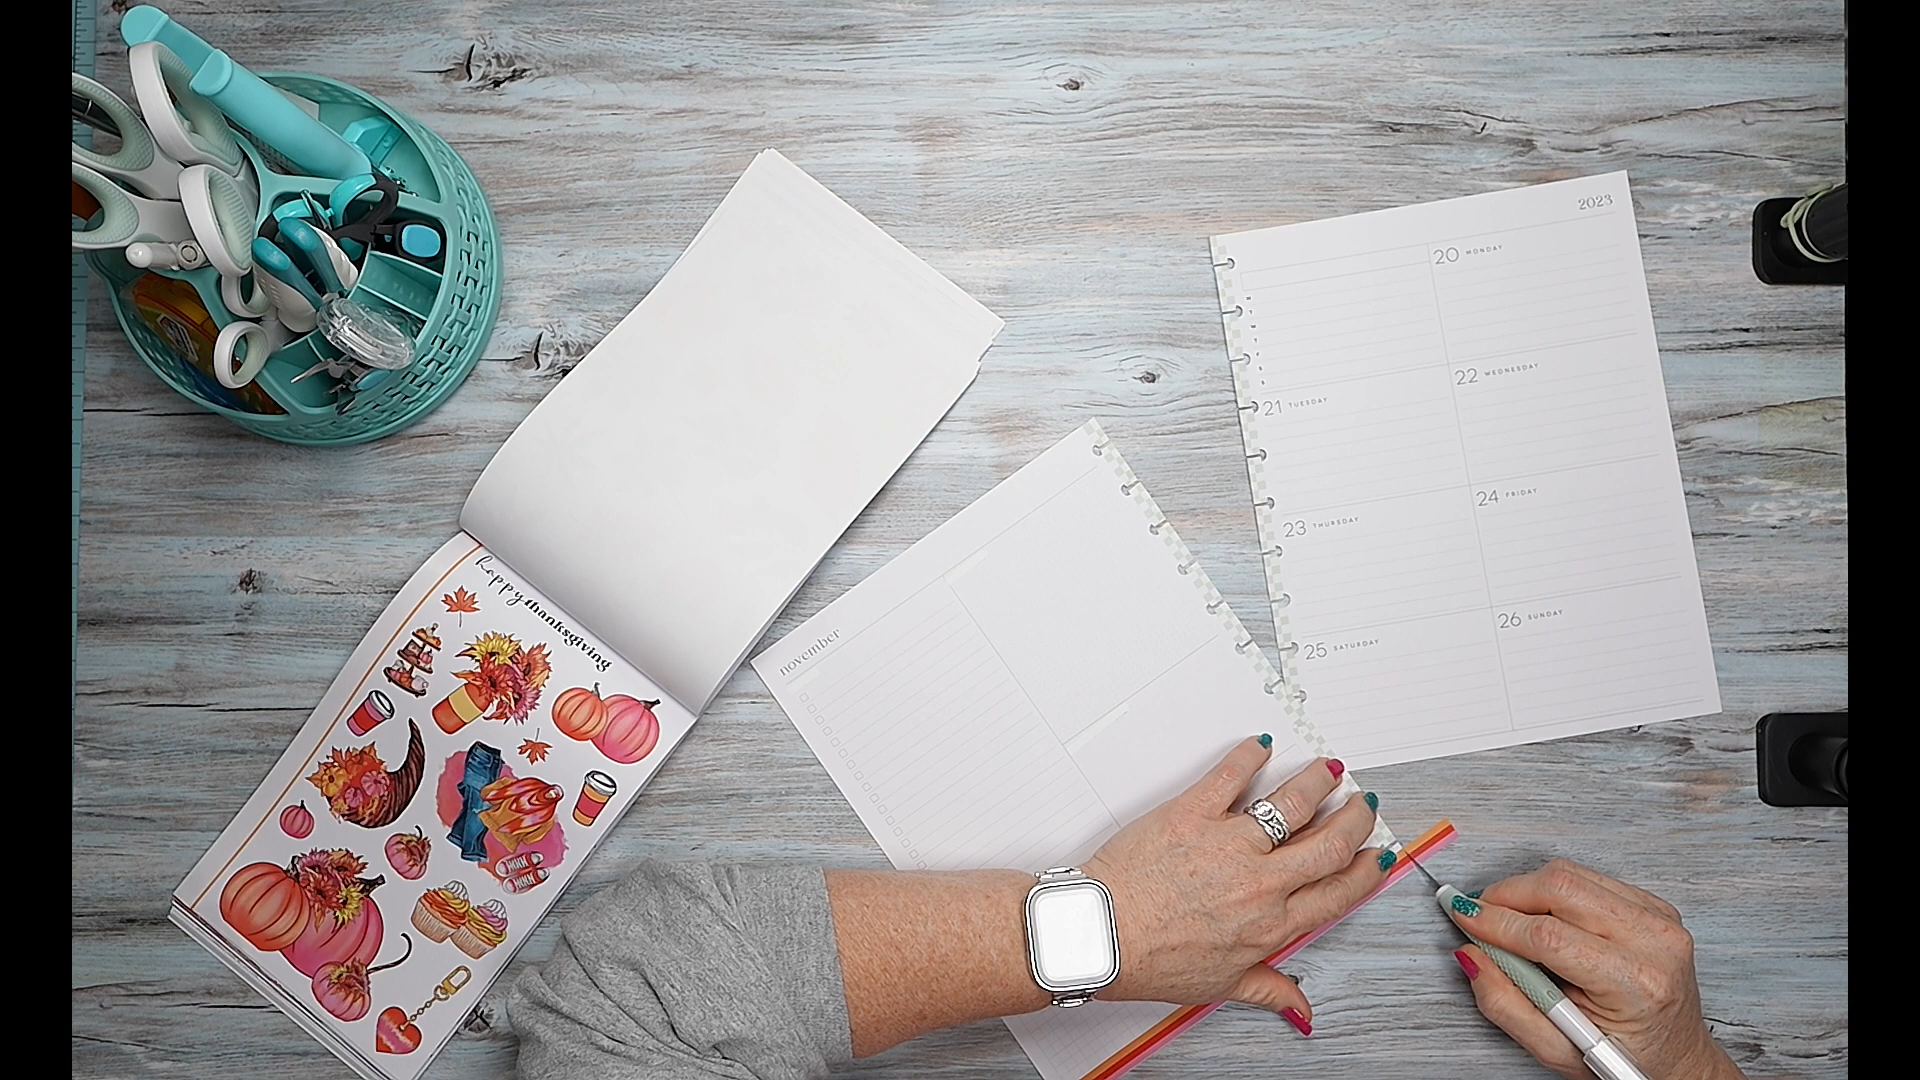 happy thanksgiving
november
2023
20 MONDAY
21 TUESDAY
22 WEDNESDAY
23 THURSDAY
24 FRIDAY
25 SATURDAY
26 SUNDAY